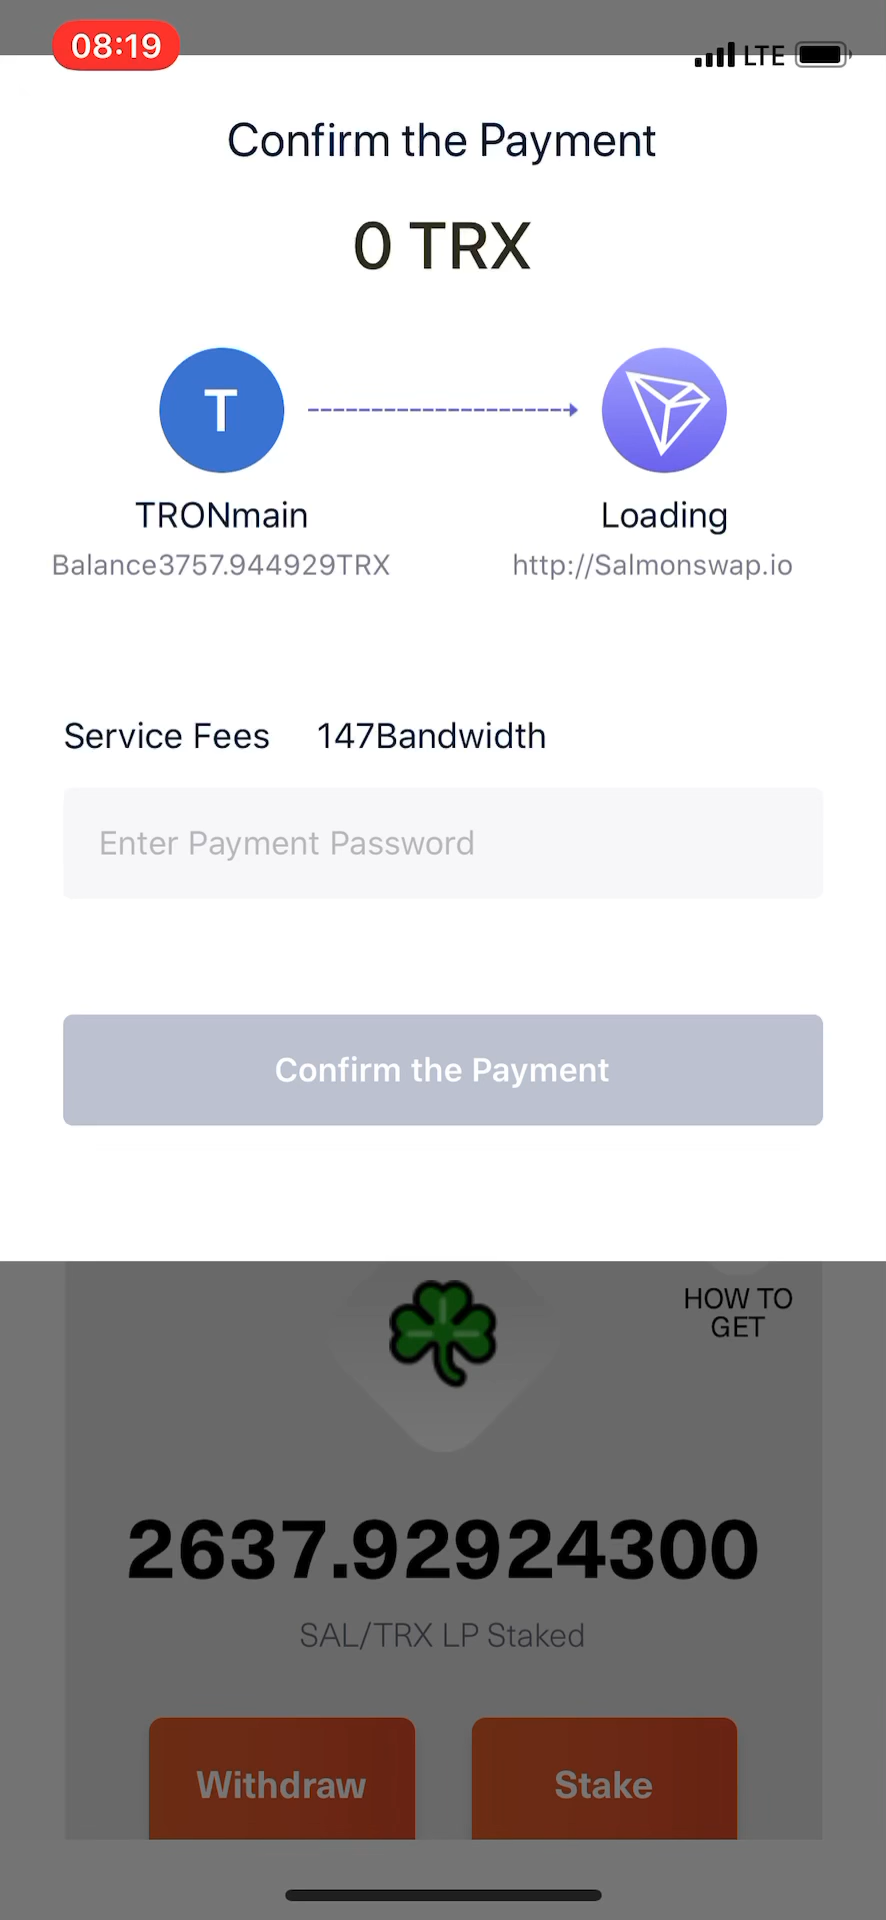 08:19
LTE
Confirm the Payment
0 TRX
T
TRONmain
Loading
Balance3757.944929TRX
http://Salmonswap.io
Service Fees 147Bandwidth
Enter Payment Password
Confirm the Payment
HOW TO
GET
2637.92924300
SAL/TRX LP Staked
Withdraw
Stake